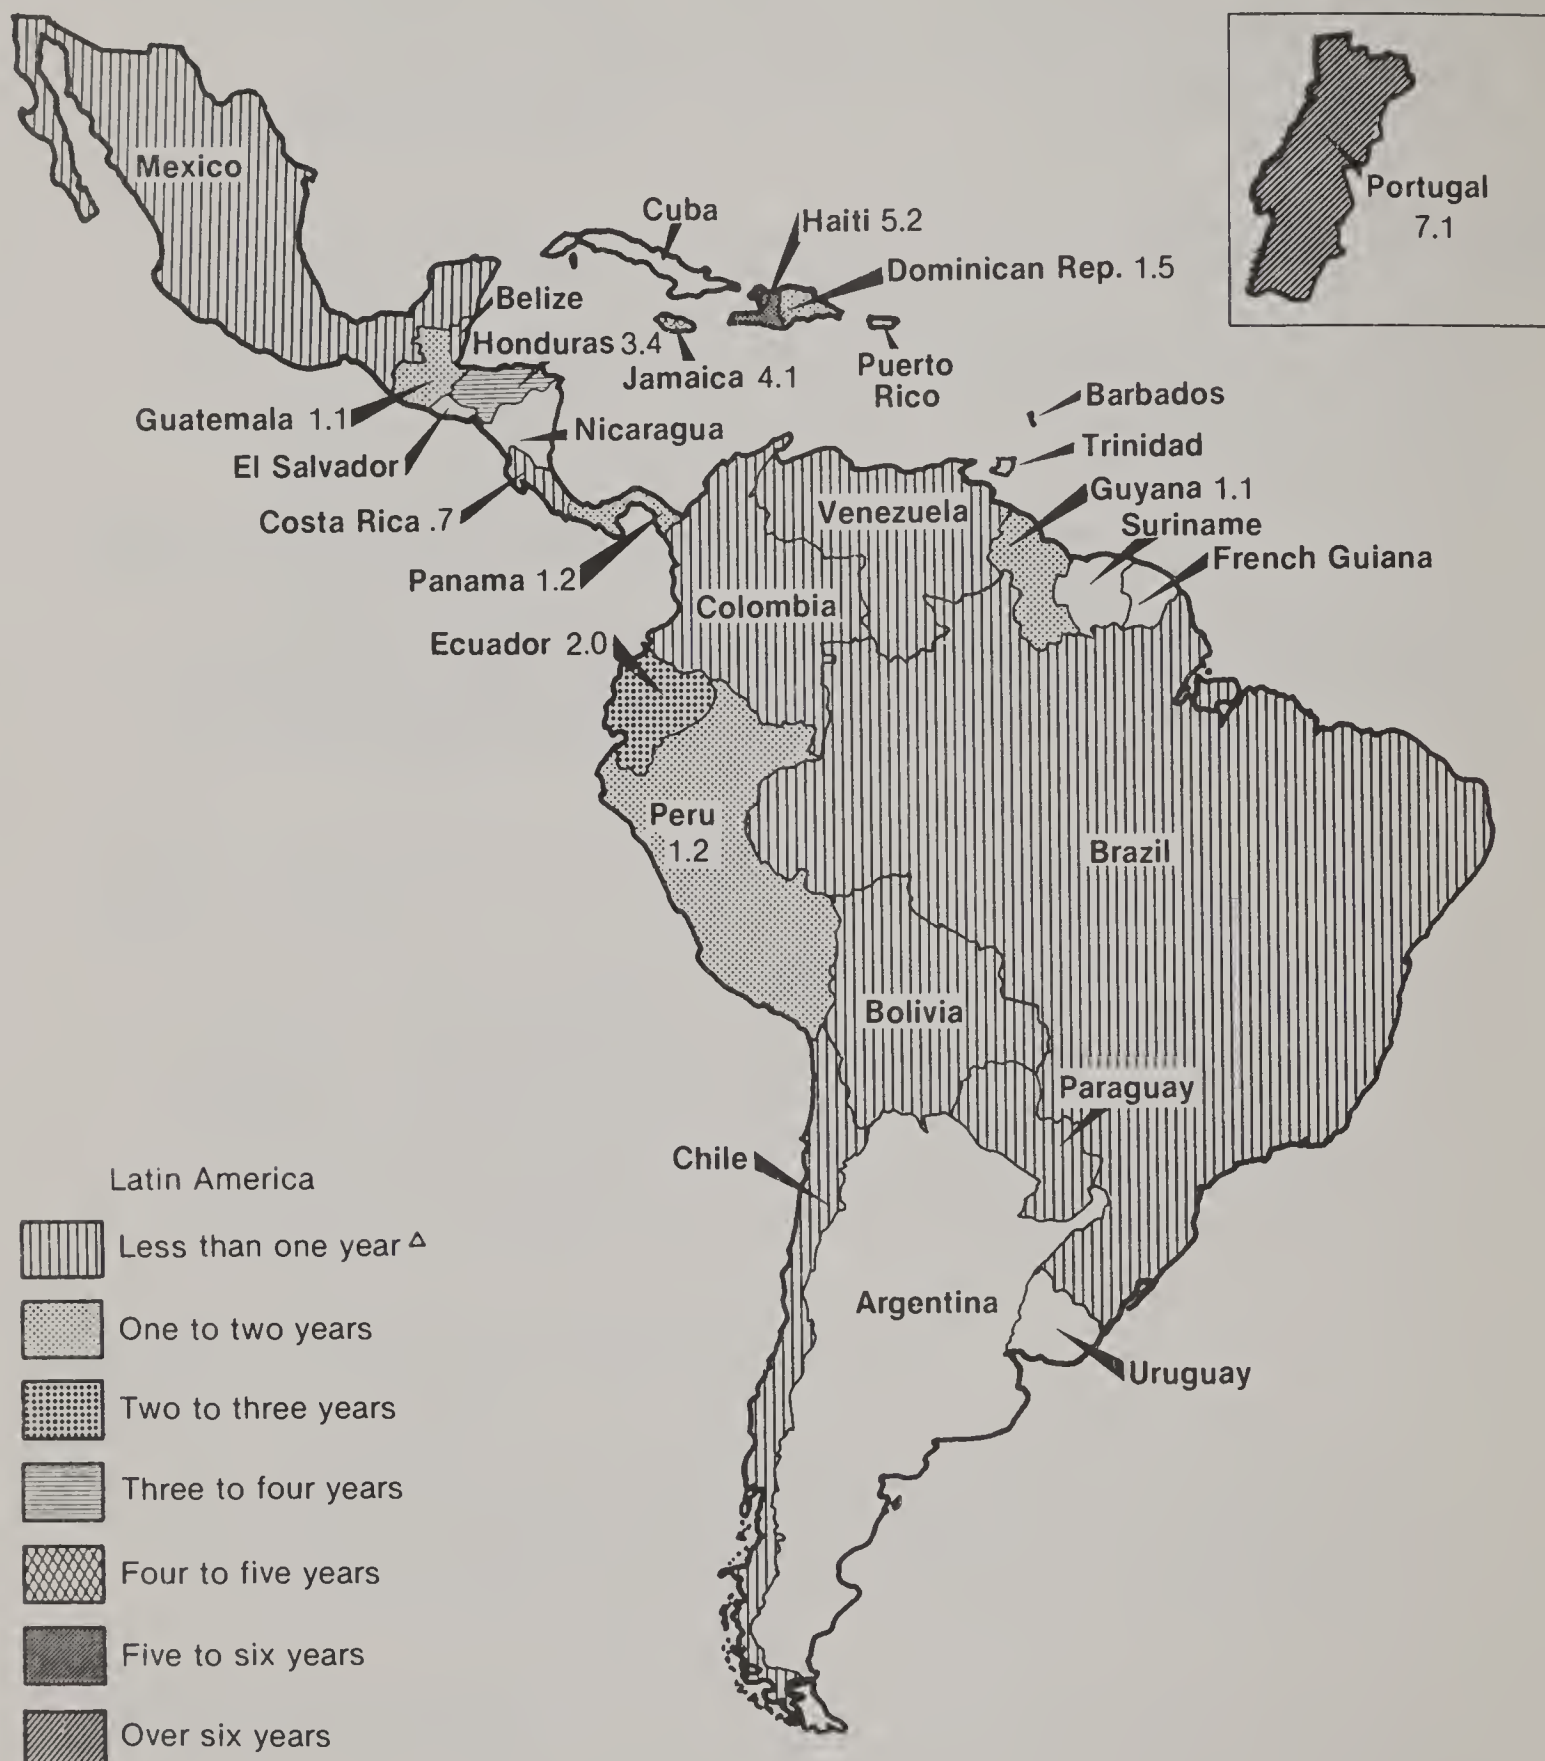 Mexico
Portugal
7.1
Cuba
Haiti 5.2
Dominican Rep. 1.5
Belize
Honduras 3.4
Jamaica 4.1
Puerto
Rico
Barbados
Guatemala 1.1
Nicaragua
Trinidad
El Salvador
Guyana 1.1
Costa Rica .7
Venezuela
Suriname
French Guiana
Panama 1.2
Colombia
Ecuador 2.0
Peru
1.2
Brazil
Bolivia
Paraguay
Chile
Argentina
Uruguay
Latin America
Less than one year Δ
One to two years
Two to three years
Three to four years
Four to five years
Five to six years
Over six years